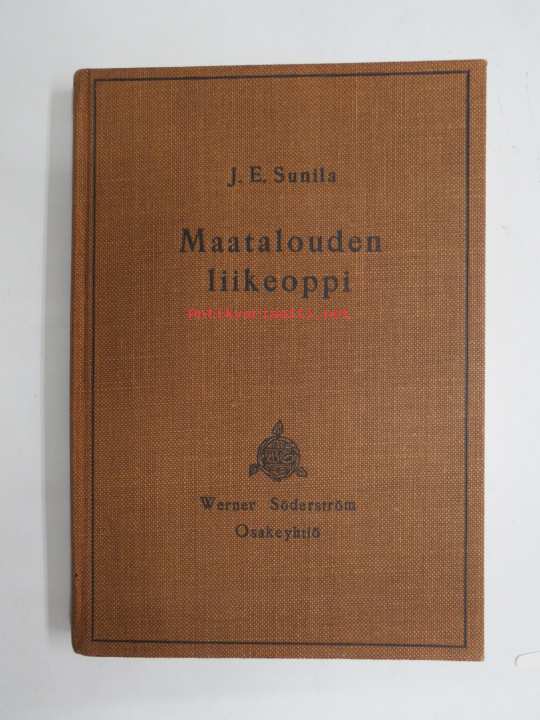 J. E. Sunila
Maatalouden
liikeoppi
Antikvariaatti.net
Werner Söderström
Osakeyhtiö